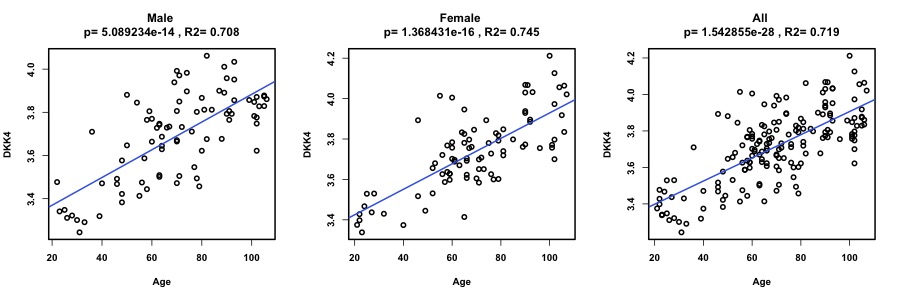 Male
p= 5.089234e-14 , R2= 0.708
DKK4
4.0
3.8
3.6
3.4
20 40 60 80 100
Age
Female
p= 1.368431e-16 , R2= 0.745
DKK4
4.2
4.0
3.8
3.6
3.4
20 40 60 80 100
Age
All
p= 1.542855e-28 , R2= 0.719
DKK4
4.2
4.0
3.8
3.6
3.4
20 40 60 80 100
Age